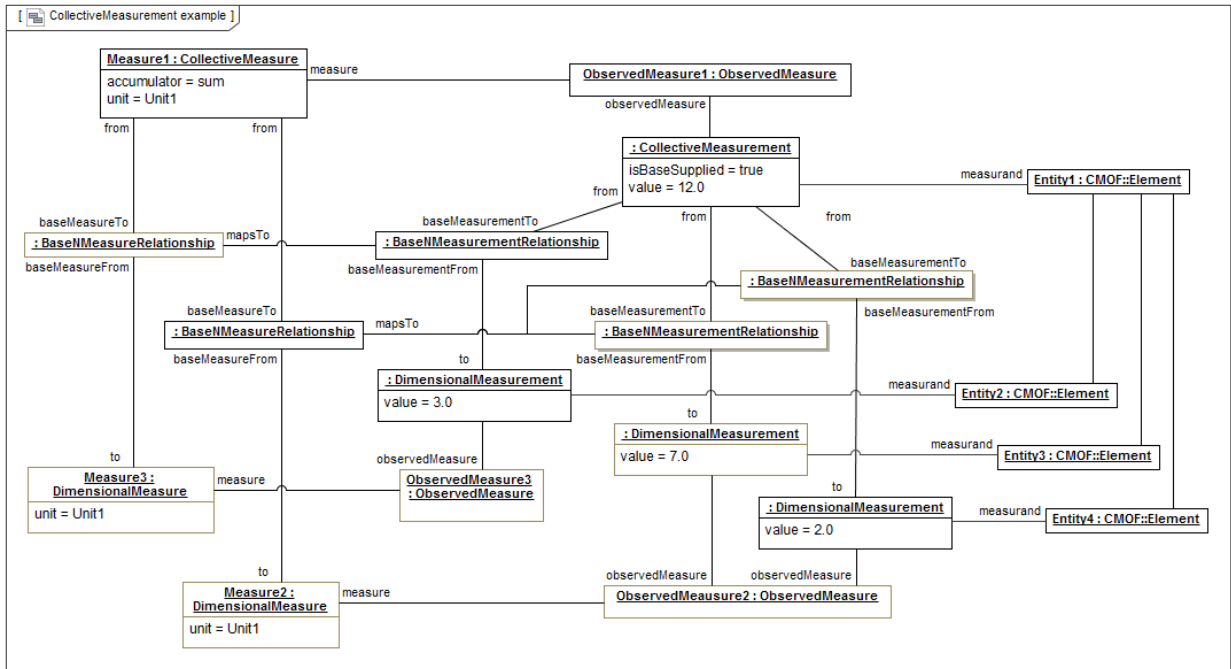 [ CollectiveMeasurement example ]
Measure1 : CollectiveMeasure
accumulator = sum
unit = Unit1
measure
ObservedMeasure1 : ObservedMeasure
observedMeasure
from
from
: CollectiveMeasurement
isBaseSupplied = true
value = 12.0
measurand
Entity1 : CMOF::Element
from
from
from
baseMeasureTo
mapsTo
baseMeasurementTo
: BaseNMeasureRelationship
: BaseNMeasurementRelationship
baseMeasureFrom
baseMeasurementFrom
baseMeasurementTo
: BaseNMeasurementRelationship
baseMeasurementFrom
baseMeasureTo
mapsTo
baseMeasurementTo
: BaseNMeasureRelationship
: BaseNMeasurementRelationship
baseMeasureFrom
baseMeasurementFrom
to
: DimensionalMeasurement
value = 3.0
measurand
Entity2 : CMOF::Element
to
: DimensionalMeasurement
value = 7.0
measurand
Entity3 : CMOF::Element
to
measure
observedMeasure
Measure3 :
DimensionalMeasure
unit = Unit1
ObservedMeasure3
: ObservedMeasure
to
: DimensionalMeasurement
value = 2.0
measurand
Entity4 : CMOF::Element
to
measure
observedMeasure
observedMeasure
Measure2 :
DimensionalMeasure
unit = Unit1
ObservedMeausure2 : ObservedMeasure